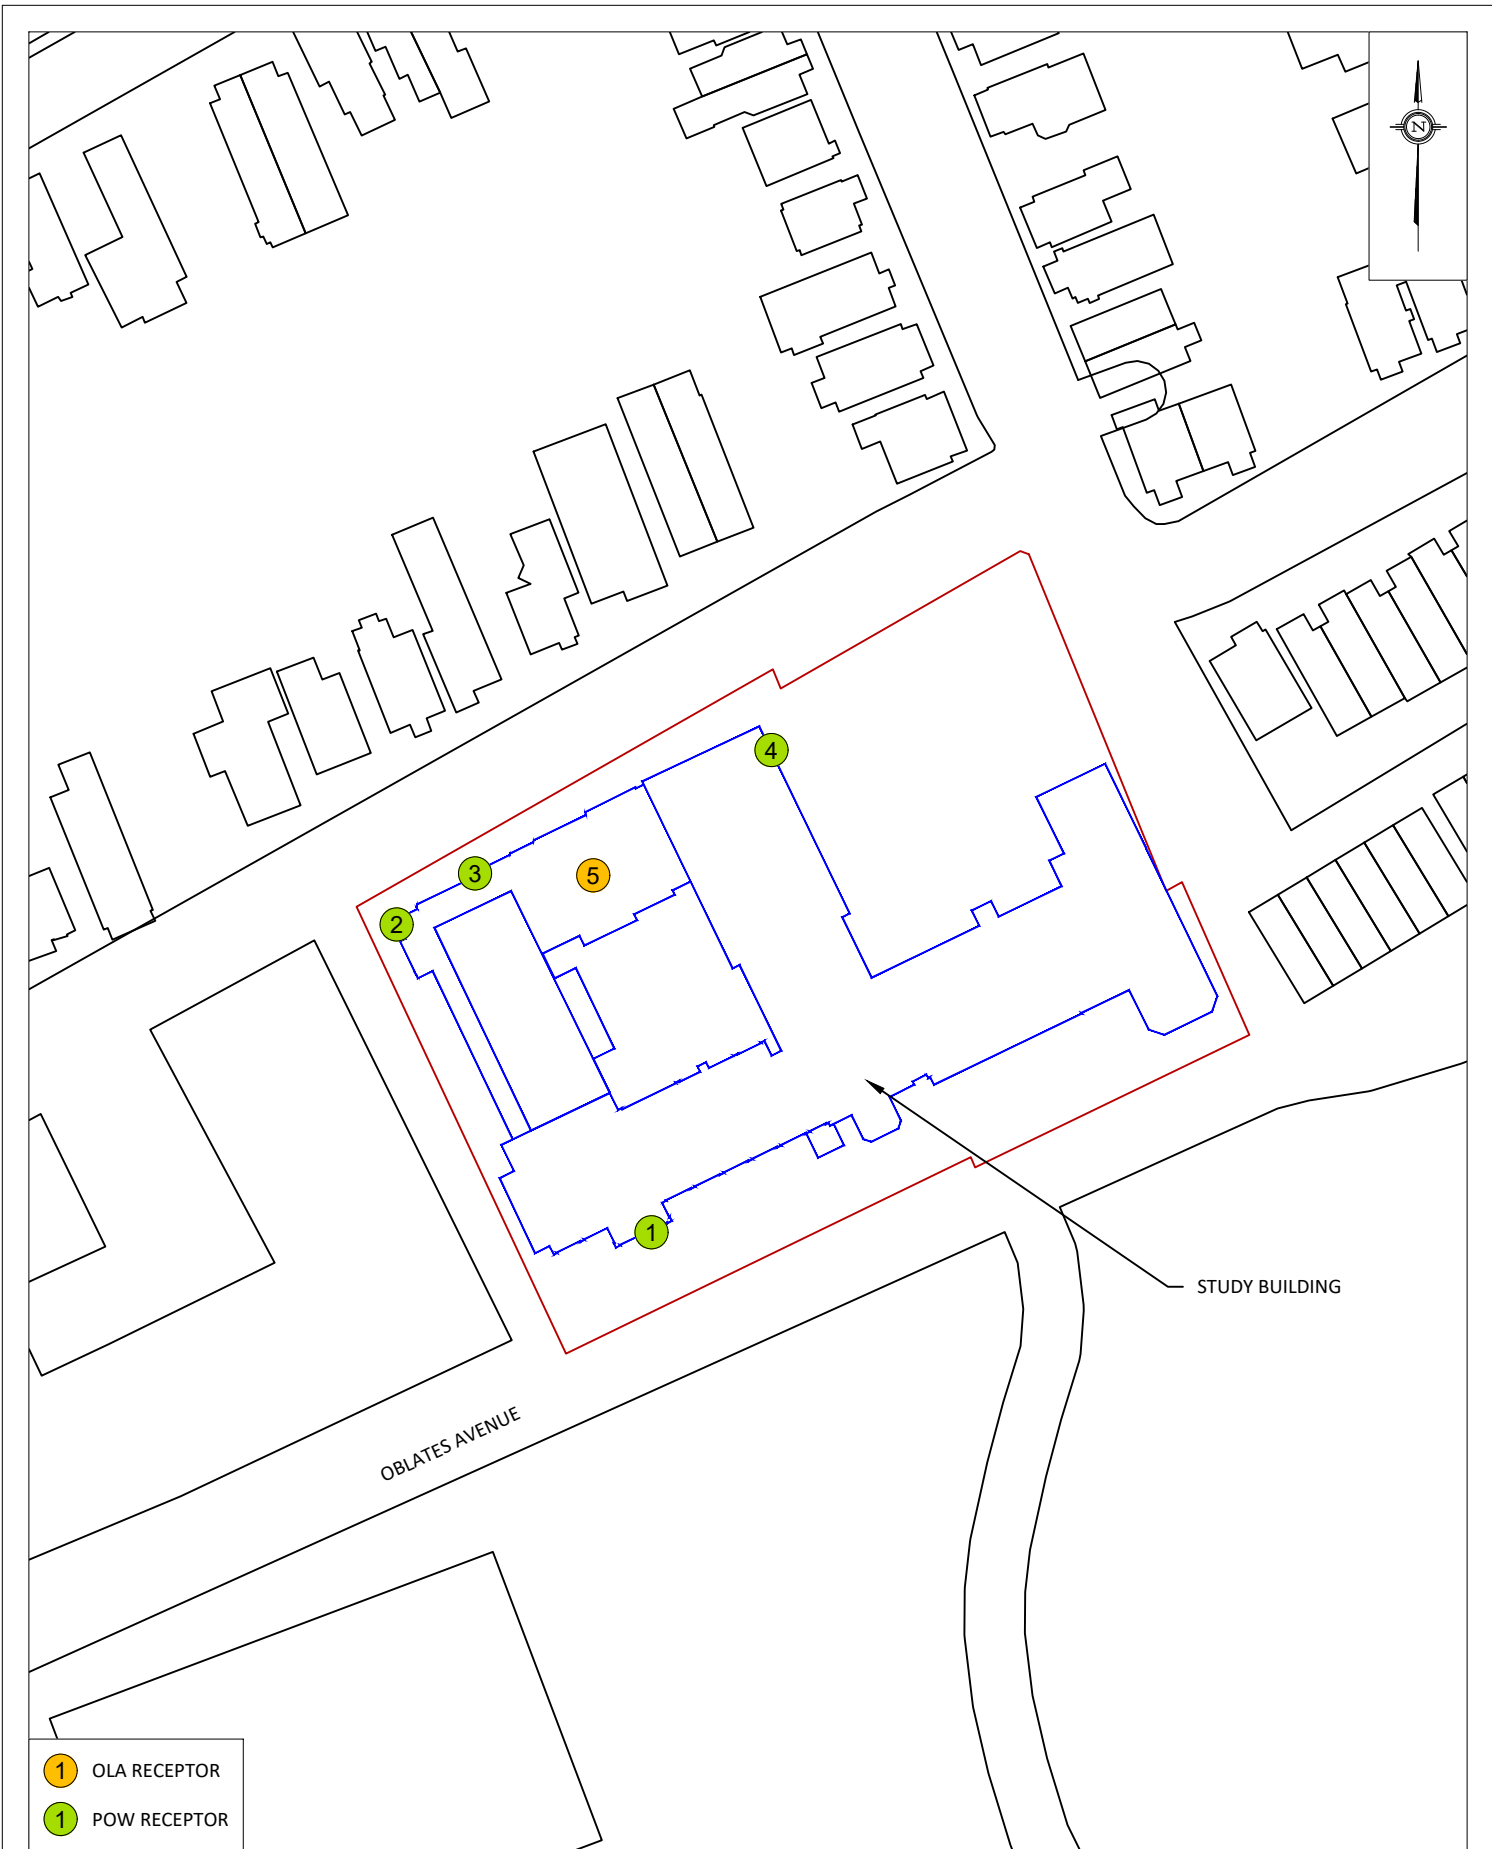 N
4
3
5
2
1
STUDY BUILDING
OBLATES AVENUE
1 OLA RECEPTOR
1 POW RECEPTOR